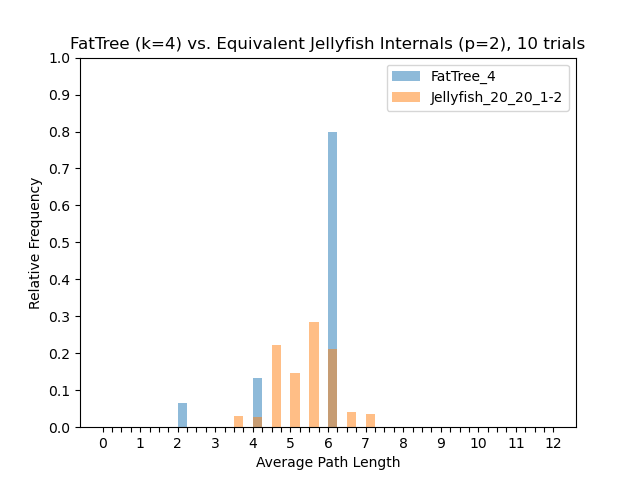 FatTree (k=4) vs. Equivalent Jellyfish Internals (p=2), 10 trials
FatTree_4
Jellyfish_20_20_1-2
Relative Frequency
1.0
0.9
0.8
0.7
0.6
0.5
0.4
0.3
0.2
0.1
0.0
0 1 2 3 4 5 6 7 8 9 10 11 12
Average Path Length